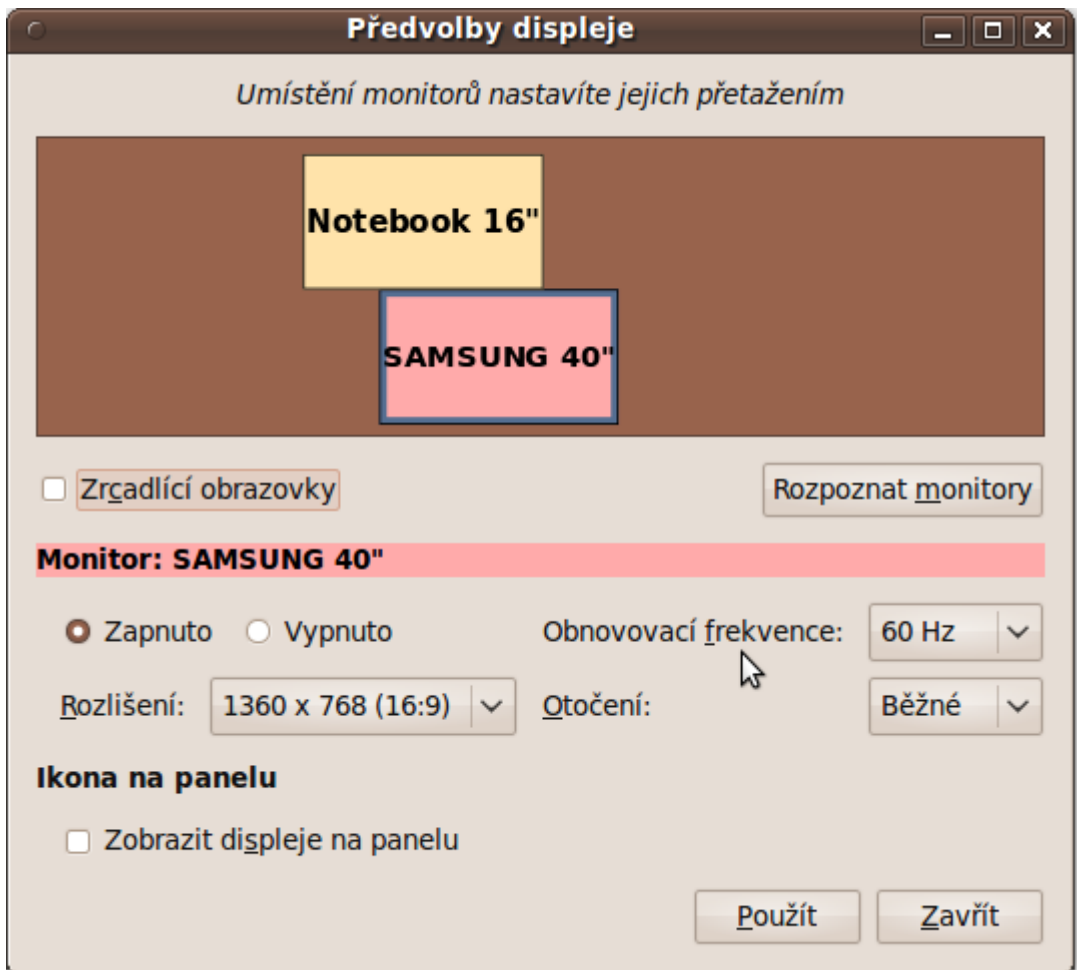 Předvolby displeje
Umístění monitorů nastavíte jejich přetažením
Notebook 16"
SAMSUNG 40"
Zrcadlící obrazovky
Rozpoznat monitory
Monitor: SAMSUNG 40"
Zapnuto Vypnuto Obnovovací frekvence: 60 Hz
Rozlišení: 1360 x 768 (16:9) Otočení: Běžné
Ikona na panelu
Zobrazit displeje na panelu
Použít Zavřít